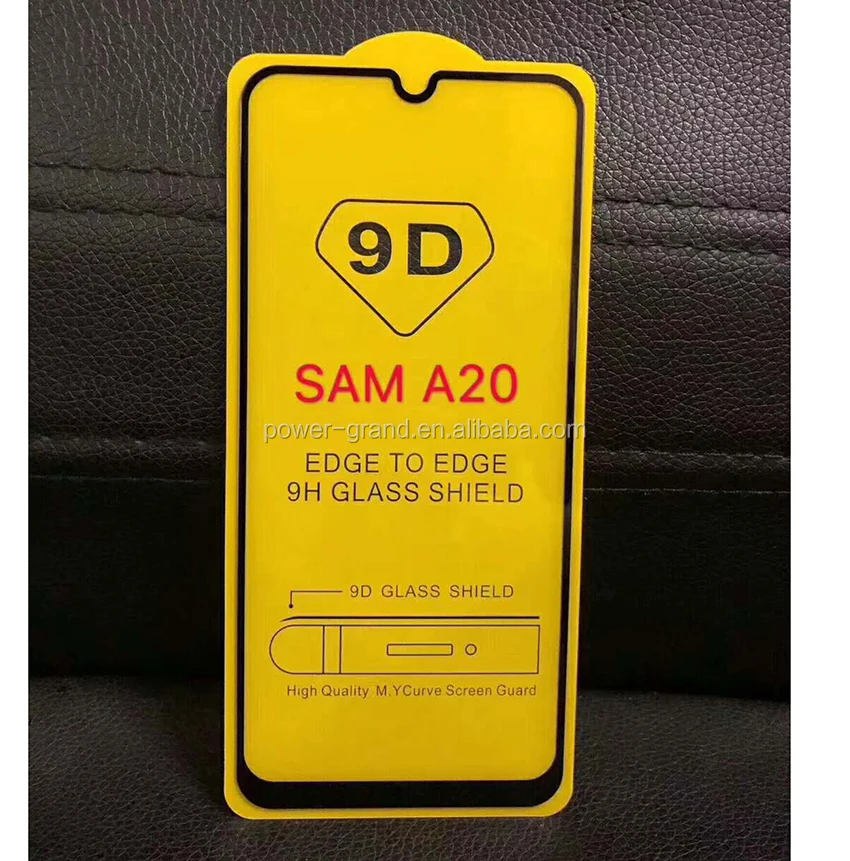 9D
SAM A20
power-grand.en.alibaba.com
EDGE TO EDGE
9H GLASS SHIELD
9D GLASS SHIELD
High Quality M.YCurve Screen Guard